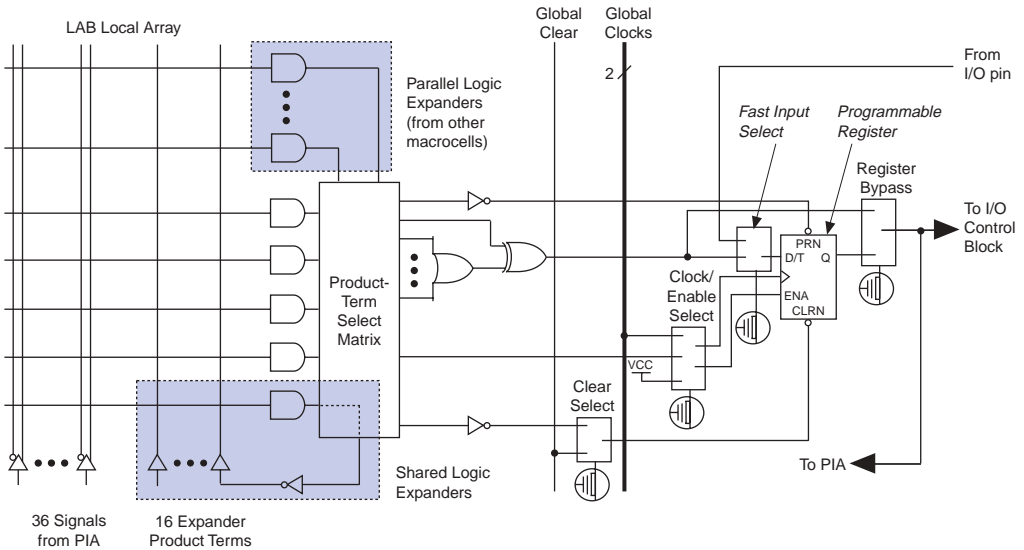 LAB Local Array
Global
Clear
Global
Clocks
2
Parallel Logic
Expanders
(from other
macrocells)
From
I/O pin
Fast Input
Select
Programmable
Register
Register
Bypass
To I/O
Control
Block
PRN
D/T
Q
ENA
CLRN
Product-
Term
Select
Matrix
Clock/
Enable
Select
VCC
Clear
Select
To PIA
Shared Logic
Expanders
36 Signals
from PIA
16 Expander
Product Terms